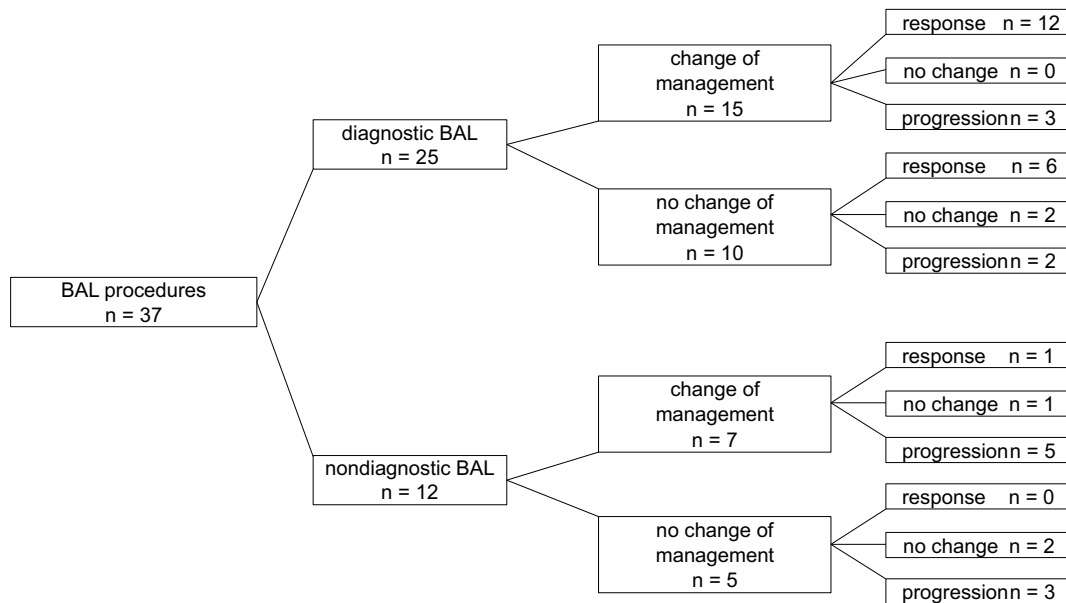 BAL procedures
n = 37
diagnostic BAL
n = 25
change of
management
n = 15
response n = 12
no change n = 0
progression n = 3
no change of
management
n = 10
response n = 6
no change n = 2
progression n = 2
nondiagnostic BAL
n = 12
change of
management
n = 7
response n = 1
no change n = 1
progression n = 5
no change of
management
n = 5
response n = 0
no change n = 2
progression n = 3